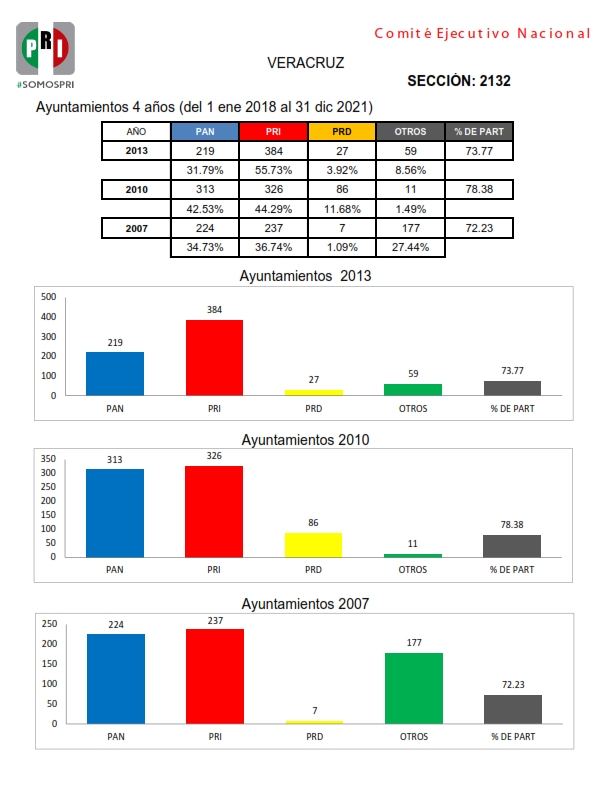 Comité Ejecutivo Nacional
PRI
#SOMOSPRI
VERACRUZ
SECCIÓN: 2132
Ayuntamientos 4 años (del 1 ene 2018 al 31 dic 2021)
AÑO PAN PRI PRD OTROS % DE PART
2013 219 384 27 59 73.77
31.79% 55.73% 3.92% 8.56%
2010 313 326 86 11 78.38
42.53% 44.29% 11.68% 1.49%
2007 224 237 7 177 72.23
34.73% 36.74% 1.09% 27.44%
Ayuntamientos 2013
500
400
300
200
100
0
219 384 27 59 73.77
PAN PRI PRD OTROS % DE PART
Ayuntamientos 2010
350
300
250
200
150
100
50
0
313 326 86 11 78.38
PAN PRI PRD OTROS % DE PART
Ayuntamientos 2007
250
200
150
100
50
0
224 237 7 177 72.23
PAN PRI PRD OTROS % DE PART